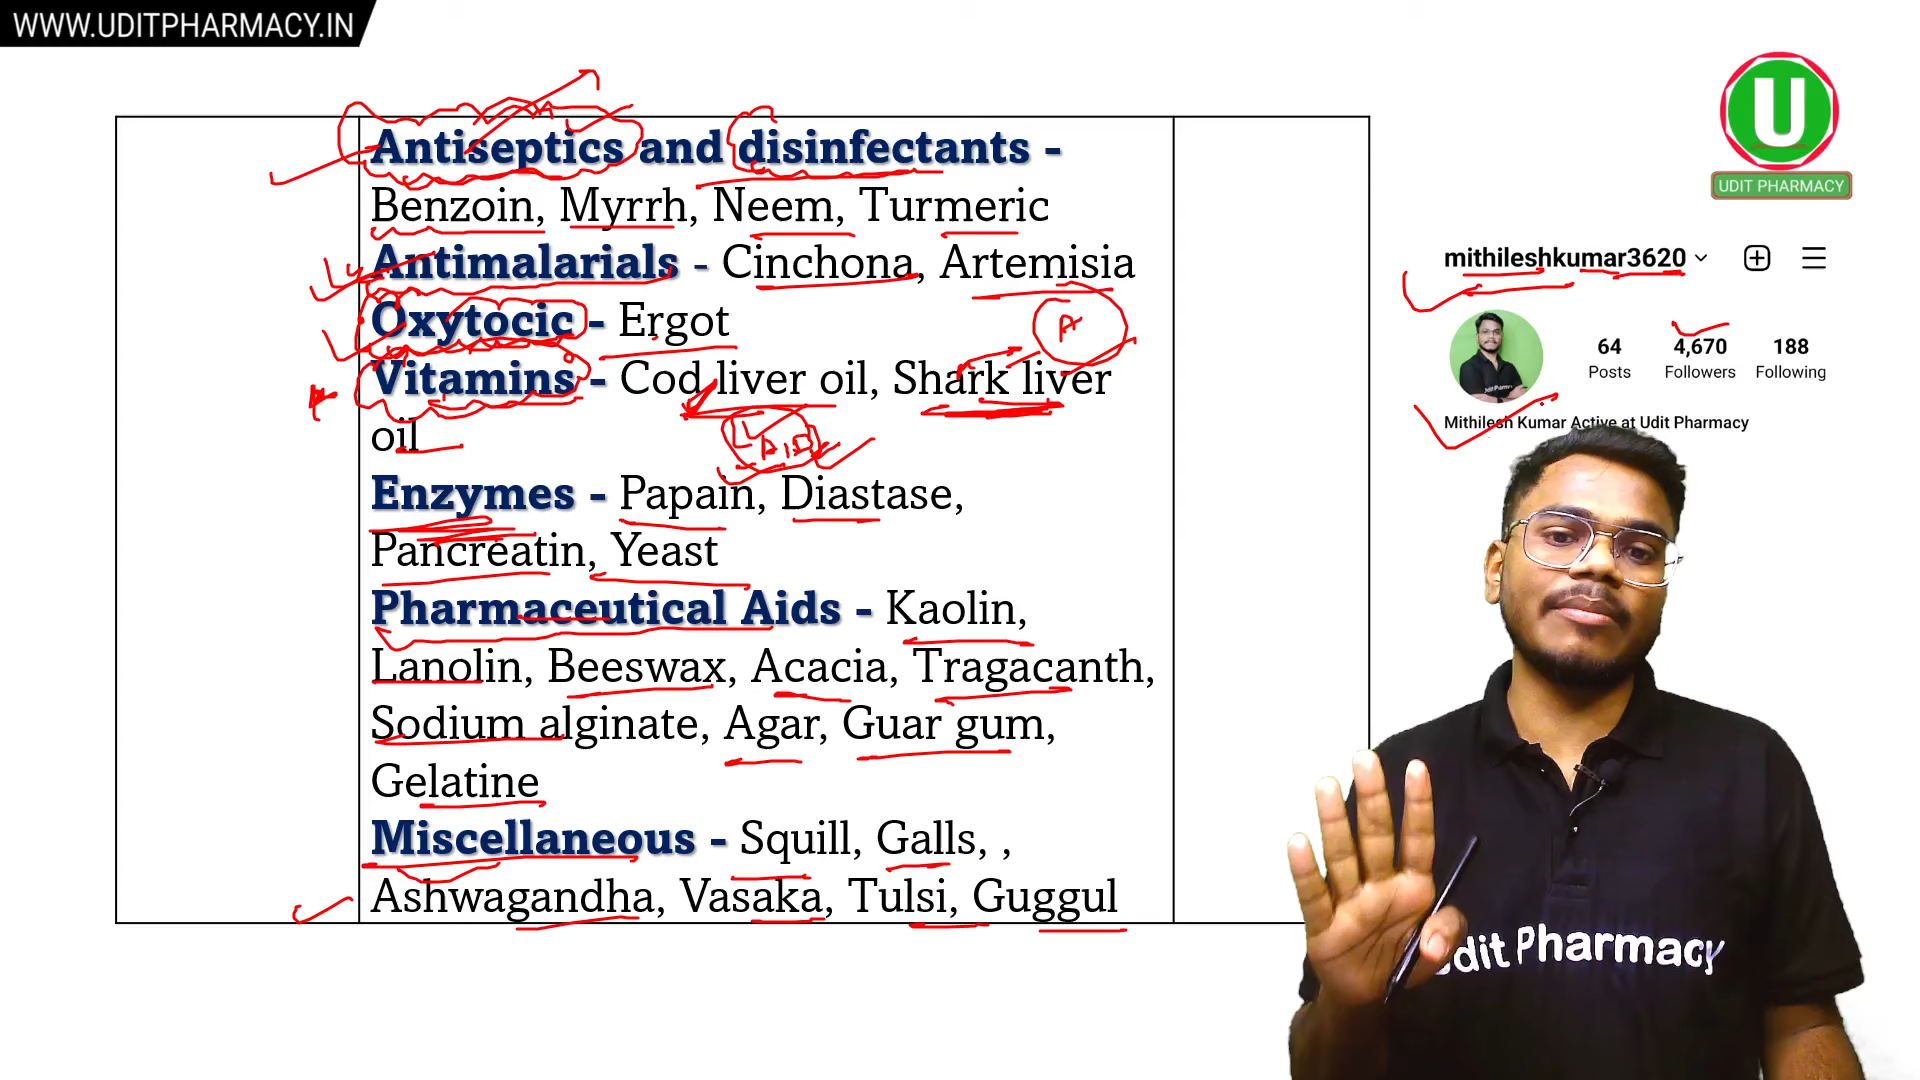 WWW.UDITPHARMACY.IN
Antiseptics and disinfectants -
Benzoin, Myrrh, Neem, Turmeric
Antimalarials - Cinchona, Artemisia
Oxytocic - Ergot
Vitamins - Cod liver oil, Shark liver
oil
Enzymes - Papain, Diastase,
Pancreatin, Yeast
Pharmaceutical Aids - Kaolin,
Lanolin, Beeswax, Acacia, Tragacanth,
Sodium alginate, Agar, Guar gum,
Gelatine
Miscellaneous - Squill, Galls, ,
Ashwagandha, Vasaka, Tulsi, Guggul
A
A, D
U
UDIT PHARMACY
mithileshkumar3620
64 4,670 188
Posts Followers Following
Mithilesh Kumar Active at Udit Pharmacy
Udit Pharmacy